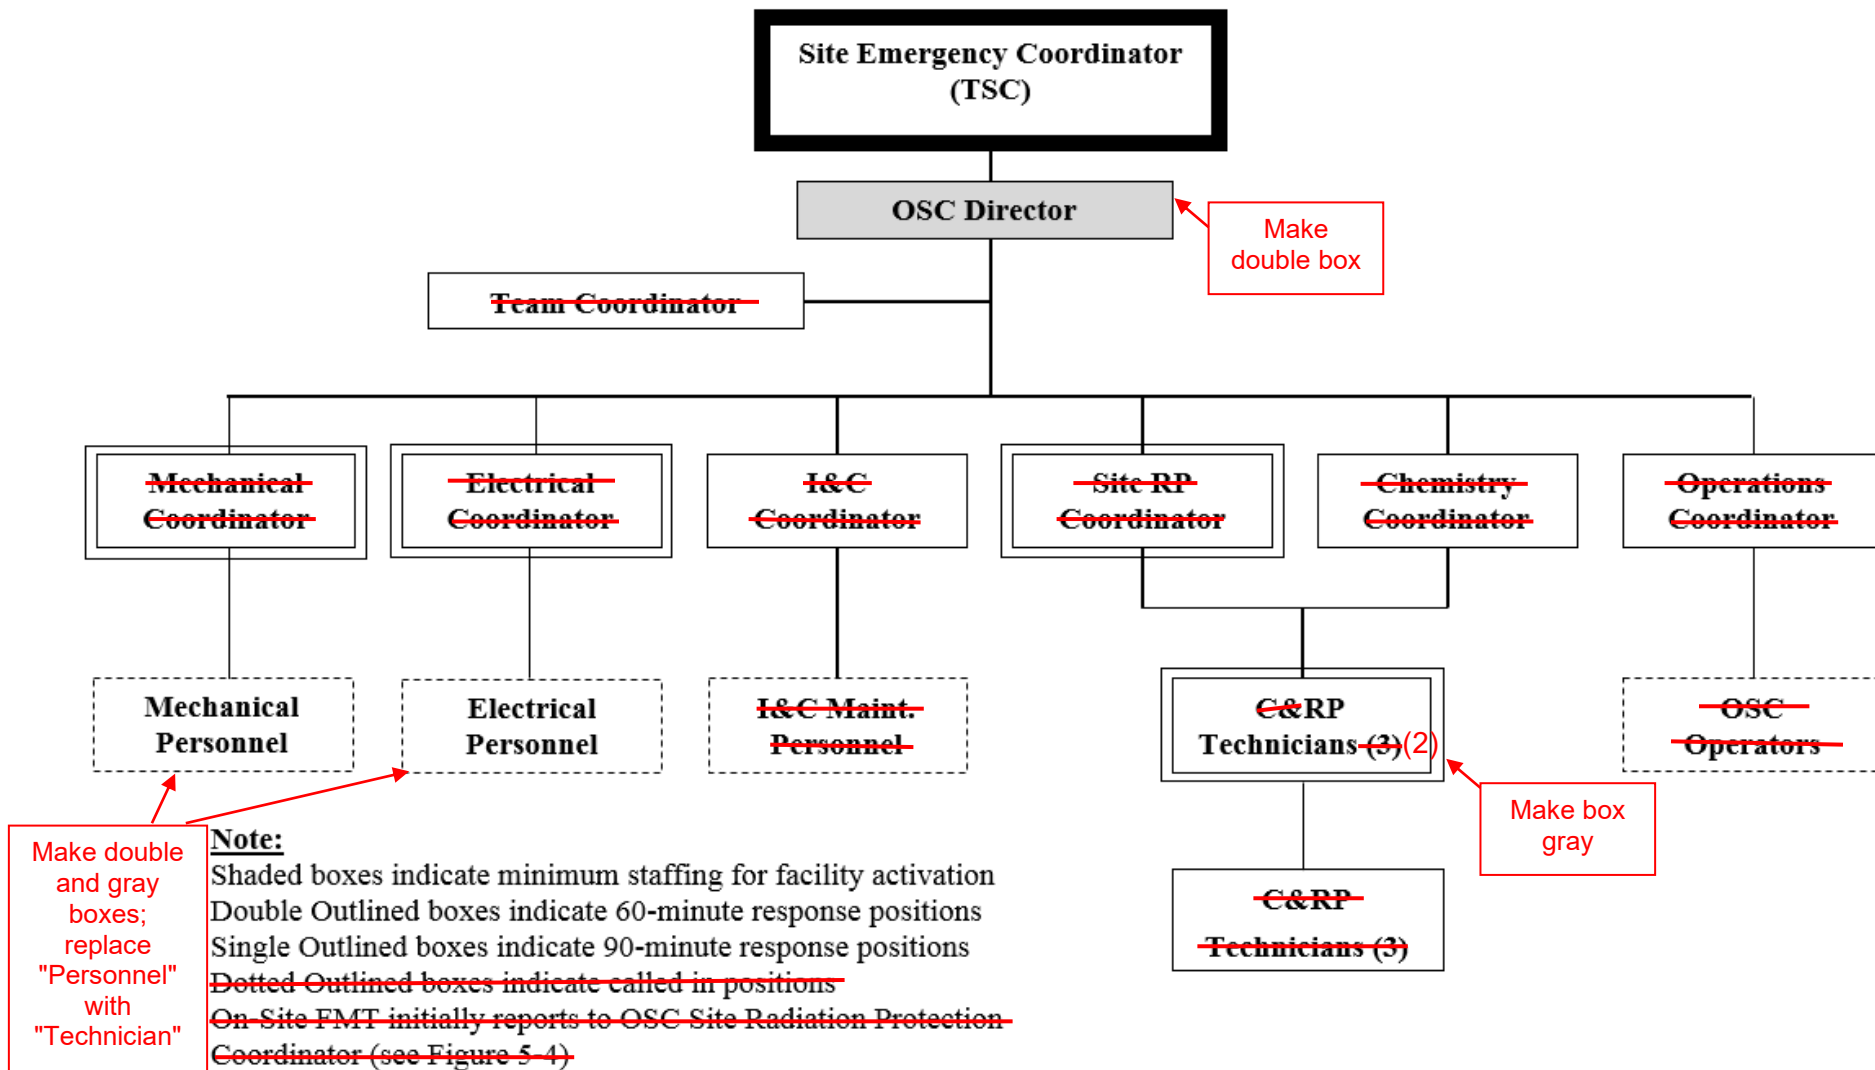 Site Emergency Coordinator
(TSC)
OSC Director
Make
double box
Team Coordinator
Mechanical
Coordinator
Electrical
Coordinator
I&C
Coordinator
Site RP
Coordinator
Chemistry
Coordinator
Operations
Coordinator
Mechanical
Personnel
Electrical
Personnel
I&C Maint.
Personnel
C&RP
Technicians (3)(2)
OSC
Operators
Make box
gray
C&RP
Technicians (3)
Make double
and gray
boxes;
replace
"Personnel"
with
"Technician"
Note:
Shaded boxes indicate minimum staffing for facility activation
Double Outlined boxes indicate 60-minute response positions
Single Outlined boxes indicate 90-minute response positions
Dotted Outlined boxes indicate called in positions
On-Site FMT initially reports to OSC Site Radiation Protection
Coordinator (see Figure 5-4)